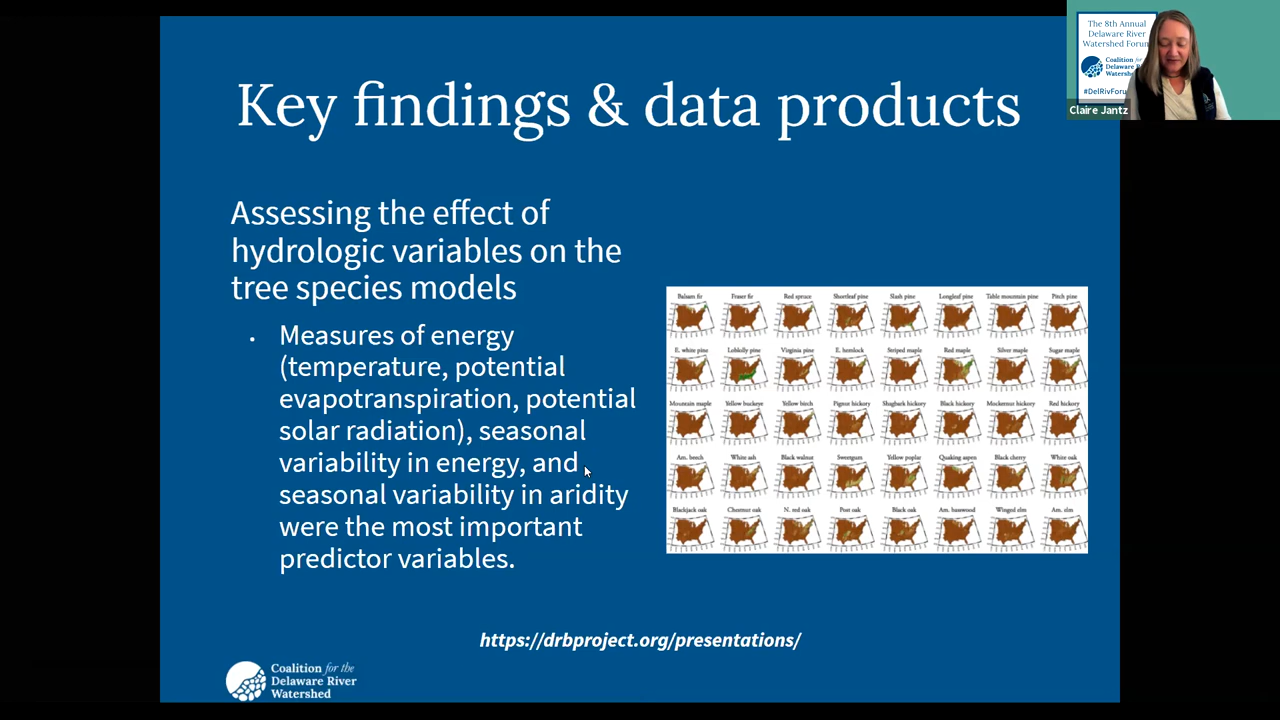 Key findings & data products
Assessing the effect of
hydrologic variables on the
tree species models
• Measures of energy
(temperature, potential
evapotranspiration, potential
solar radiation), seasonal
variability in energy, and
seasonal variability in aridity
were the most important
predictor variables.
Balsam fir Fraser fir Red spruce Shortleaf pine Slash pine Longleaf pine Table mountain pine Pitch pine
E. white pine Loblolly pine Virginia pine E. hemlock Striped maple Red maple Silver maple Sugar maple
Mountain maple Yellow buckeye Yellow birch Pignut hickory Shagbark hickory Black hickory Mockernut hickory Red hickory
Am. beech White ash Black walnut Sweetgum Yellow poplar Quaking aspen Black cherry White oak
Blackjack oak Chestnut oak N. red oak Post oak Black oak Am. basswood Winged elm Am. elm
https://drbproject.org/presentations/
Coalition for the
Delaware River
Watershed
The 8th Annual
Delaware River
Watershed Forum
Coalition
Delaware
Watershed
#DelRivForu
Claire Jantz